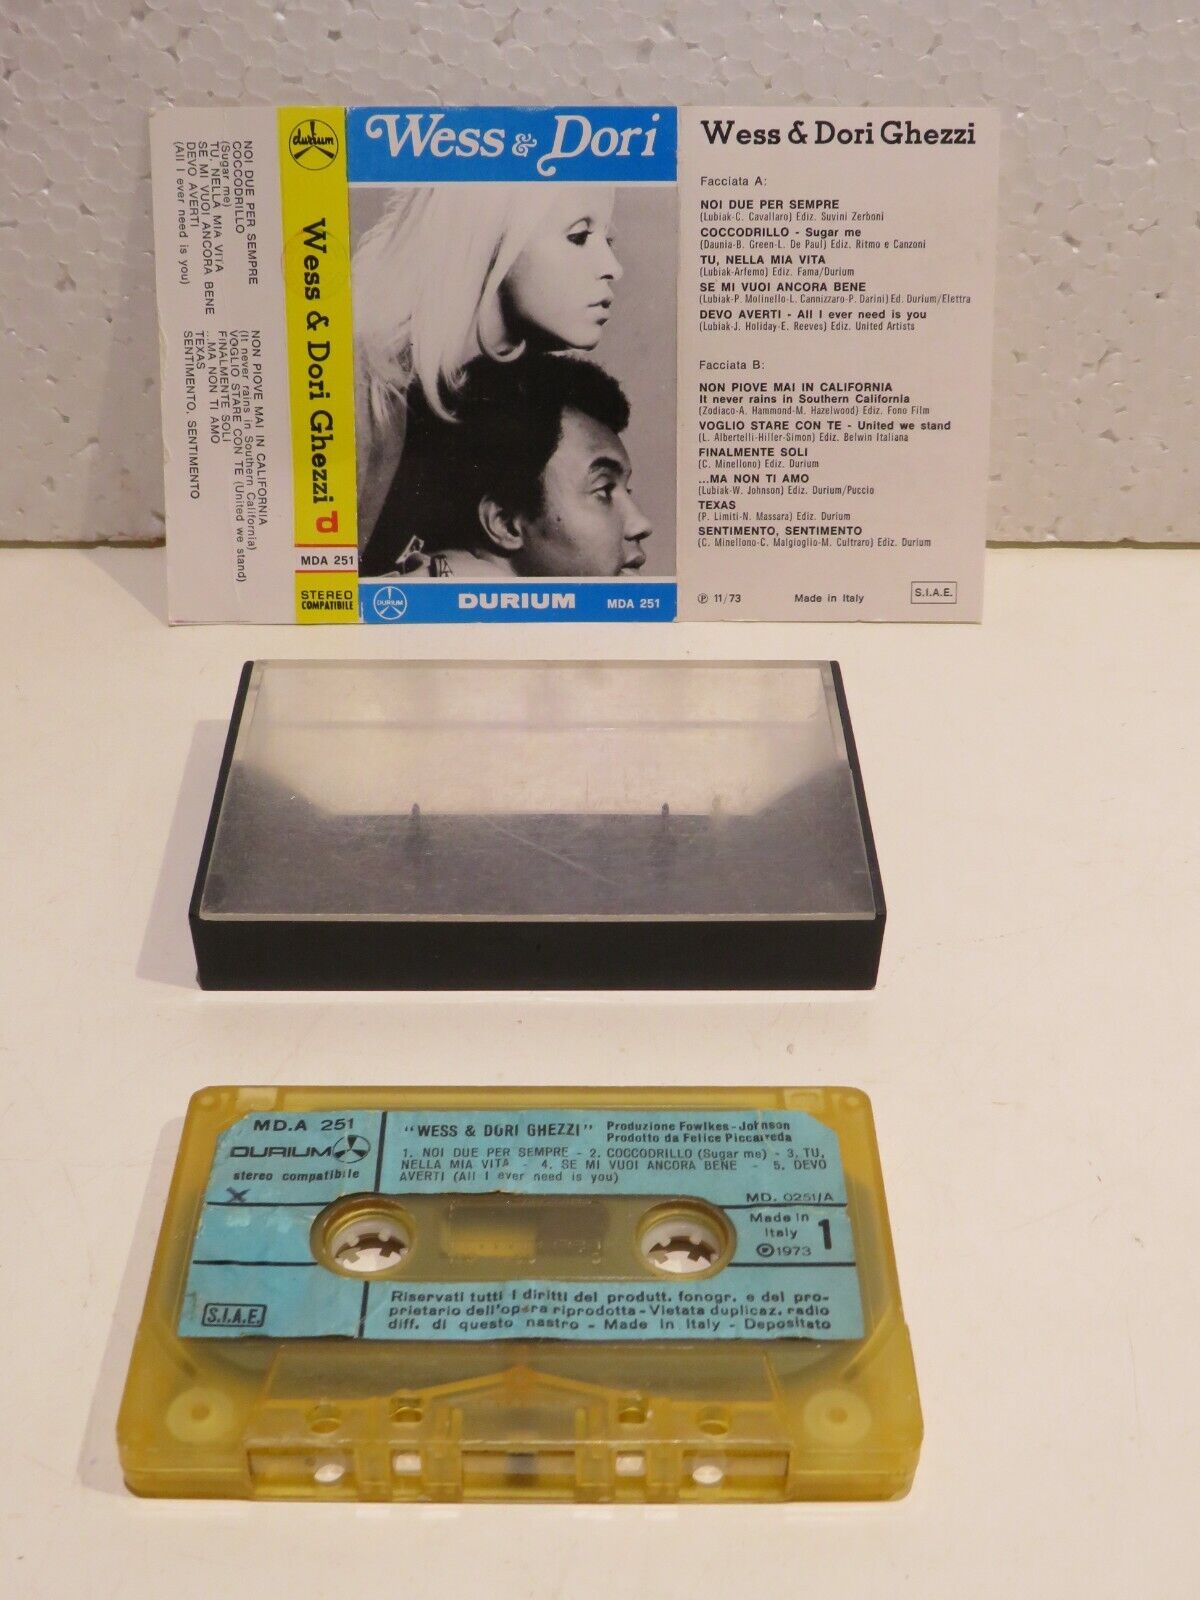 NOI DUE PER SEMPRE
COCCODRILLO
(Sugar me)
TU, NELLA MIA VITA
SE MI VUOI ANCORA BENE
DEVO AVERTI
(All I ever need is you)
NON PIOVE MAI IN CALIFORNIA
(It never rains in Southern California)
VOGLIO STARE CON TE (United we stand)
FINALMENTE SOLI
...MA NON TI AMO
TEXAS
SENTIMENTO, SENTIMENTO
durium
Wess & Dori Ghezzi
d
MDA 251
STEREO
COMPATIBILE
Wess & Dori
DURIUM
DURIUM
MDA 251
Wess & Dori Ghezzi
Facciata A:
NOI DUE PER SEMPRE
(Lubiak-C. Cavallaro) Ediz. Suvini Zerboni
COCCODRILLO - Sugar me
(Daunia-B. Green-L. De Paul) Ediz. Ritmo e Canzoni
TU, NELLA MIA VITA
(Lubiak-Arfemo) Ediz. Fama/Durium
SE MI VUOI ANCORA BENE
(Lubiak-P. Molinello-L. Cannizzaro-P. Darini) Ed. Durium/Elettra
DEVO AVERTI - All I ever need is you
(Lubiak-J. Holiday-E. Reeves) Ediz. United Artists
Facciata B:
NON PIOVE MAI IN CALIFORNIA
It never rains in Southern California
(Zodiaco-A. Hammond-M. Hazelwood) Ediz. Fono Film
VOGLIO STARE CON TE - United we stand
(L. Albertelli-Hiller-Simon) Ediz. Belwin Italiana
FINALMENTE SOLI
(C. Minellono) Ediz. Durium
...MA NON TI AMO
(Lubiak-W. Johnson) Ediz. Durium/Puccio
TEXAS
(P. Limiti-N. Massara) Ediz. Durium
SENTIMENTO, SENTIMENTO
(C. Minellono-C. Malgioglio-M. Cultraro) Ediz. Durium
℗ 11/73 Made in Italy S.I.A.E.
MD.A 251
DURIUM
stereo compatibile
X
"WESS & DORI GHEZZI"
Produzione Fowlkes-Johnson
Prodotto da Felice Piccarreda
1. NOI DUE PER SEMPRE - 2. COCCODRILLO (Sugar me) - 3. TU,
NELLA MIA VITA - 4. SE MI VUOI ANCORA BENE - 5. DEVO
AVERTI (All I ever need is you)
MD. 0251/A
Made in
Italy
℗1973
1
Riservati tutti i diritti del produtt. fonogr. e del pro-
prietario dell'opera riprodotta-Vietata duplicaz. radio
diff. di questo nastro - Made in Italy - Depositato
S.I.A.E.